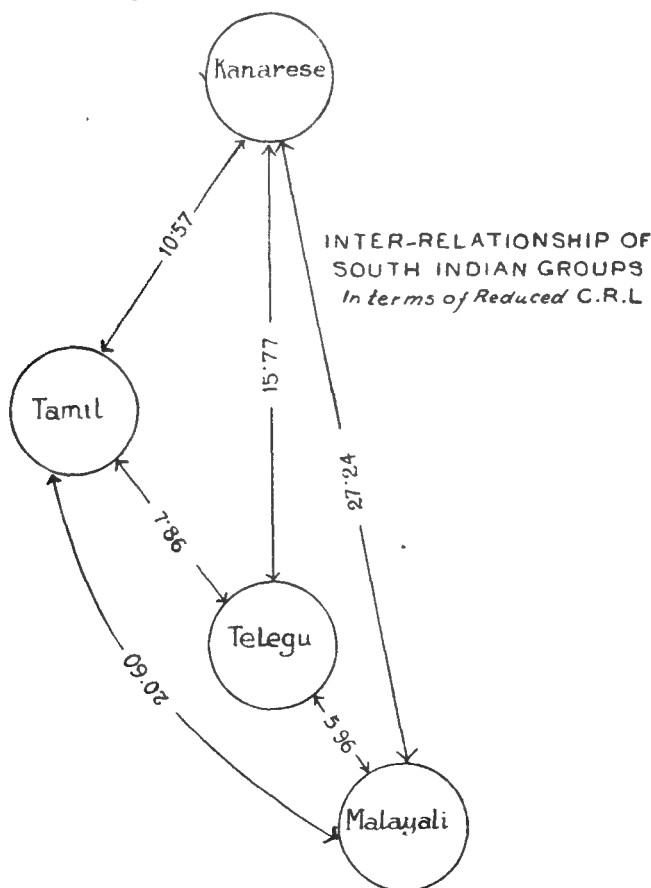 Kanarese
10·57
INTER-RELATIONSHIP OF
SOUTH INDIAN GROUPS
In terms of Reduced C.R.L
15·77
Tamil
27·24
7·86
Telegu
20·60
5·96
Malayali